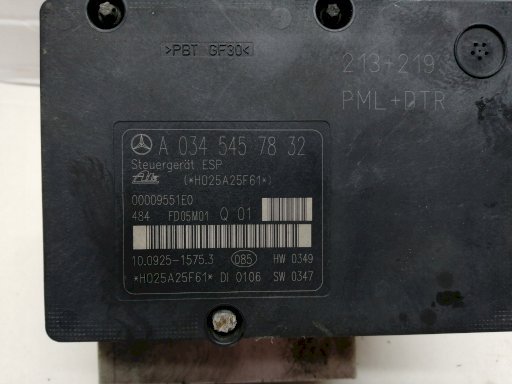 >PBT GF30<
213+219
PML+DTR
A 034 545 78 32
Steuergerät ESP
Ate (*H025A25F61*)
00009551E0
484 FD05M01 Q 01
10.0925-1575.3 085 HW 0349
*H025A25F61* DI 0106 SW 0347